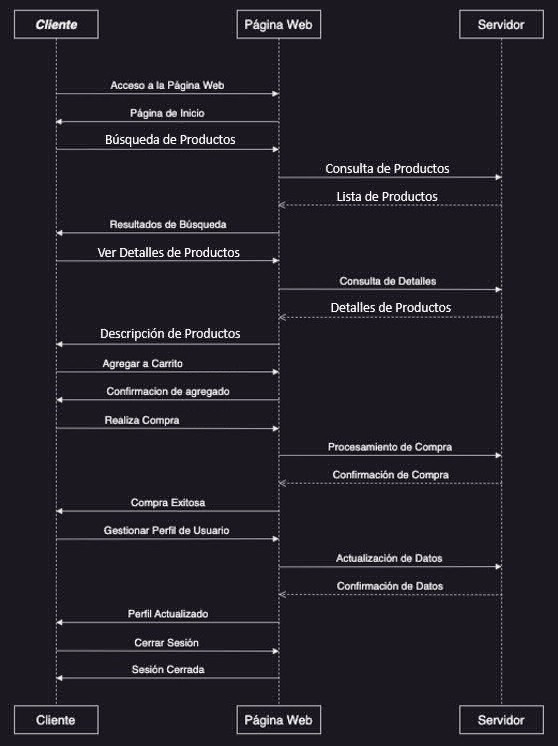 Cliente
Página Web
Servidor
Acceso a la Página Web
Página de Inicio
Búsqueda de Productos
Consulta de Productos
Lista de Productos
Resultados de Búsqueda
Ver Detalles de Productos
Consulta de Detalles
Detalles de Productos
Descripción de Productos
Agregar a Carrito
Confirmacion de agregado
Realiza Compra
Procesamiento de Compra
Confirmación de Compra
Compra Exitosa
Gestionar Perfil de Usuario
Actualización de Datos
Confirmación de Datos
Perfil Actualizado
Cerrar Sesión
Sesión Cerrada
Cliente
Página Web
Servidor